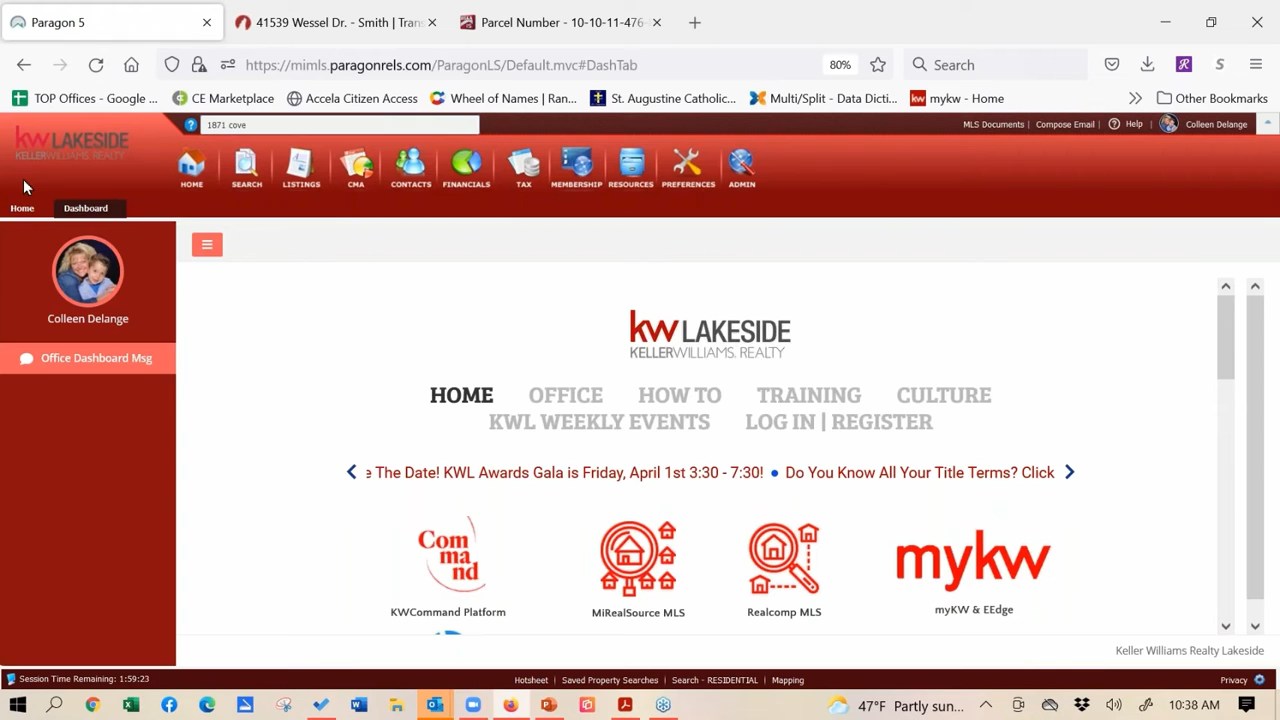 Paragon 5
41539 Wessel Dr. - Smith | Trans
Parcel Number - 10-10-11-476-
https://mimls.paragonrels.com/ParagonLS/Default.mvc#DashTab
80%
Search
TOP Offices - Google ...
CE Marketplace
Accala Citizen Access
Wheel of Names | Ran...
St. Augustine Catholic...
Multi/Split - Data Dicti...
mykw - Home
Other Bookmarks
kw LAKESIDE
KELLERWILLIAMS. REALTY
1871 cove
MLS Documents
Compose Email
Help
Colleen Delange
HOME
SEARCH
LISTINGS
CMA
CONTACTS
FINANCIALS
TAX
MEMBERSHIP
RESOURCES
PREFERENCES
ADMIN
Home
Dashboard
Colleen Delange
Office Dashboard Msg
kw LAKESIDE
KELLERWILLIAMS. REALTY
HOME OFFICE HOW TO TRAINING CULTURE
KWL WEEKLY EVENTS LOG IN | REGISTER
e The Date! KWL Awards Gala is Friday, April 1st 3:30 - 7:30! • Do You Know All Your Title Terms? Click
Com
ma
nd
mykw
KWCommand Platform
MiRealSource MLS
Realcomp MLS
myKW & EEdge
Keller Williams Realty Lakeside
Session Time Remaining: 1:59:23
Hotsheet
Saved Property Searches
Search - RESIDENTIAL
Mapping
Privacy
47°F Partly sun...
10:38 AM